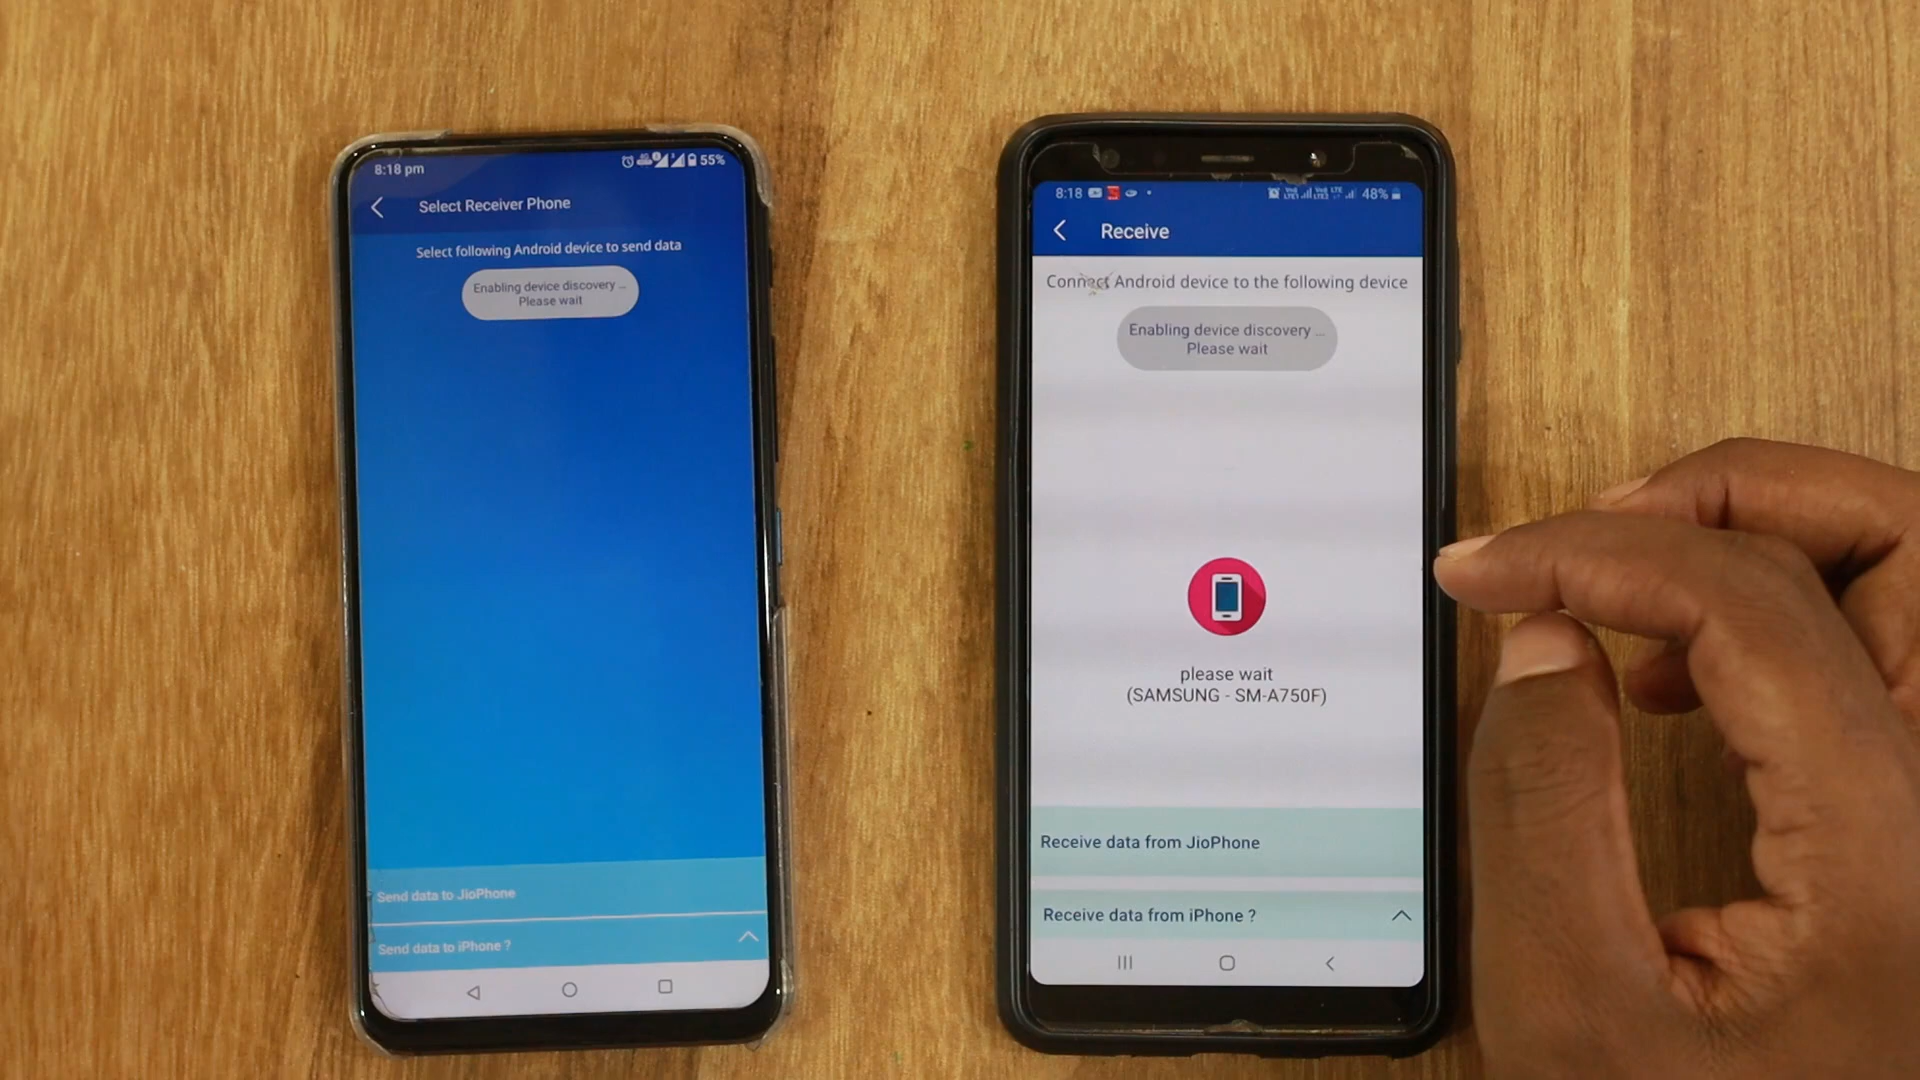 8:18 pm
55%
Select Receiver Phone
Select following Android device to send data
Enabling device discovery ...
Please wait
Send data to JioPhone
Send data to iPhone ?
8:18
48%
Receive
Connect Android device to the following device
Enabling device discovery ...
Please wait
please wait
(SAMSUNG - SM-A750F)
Receive data from JioPhone
Receive data from iPhone ?